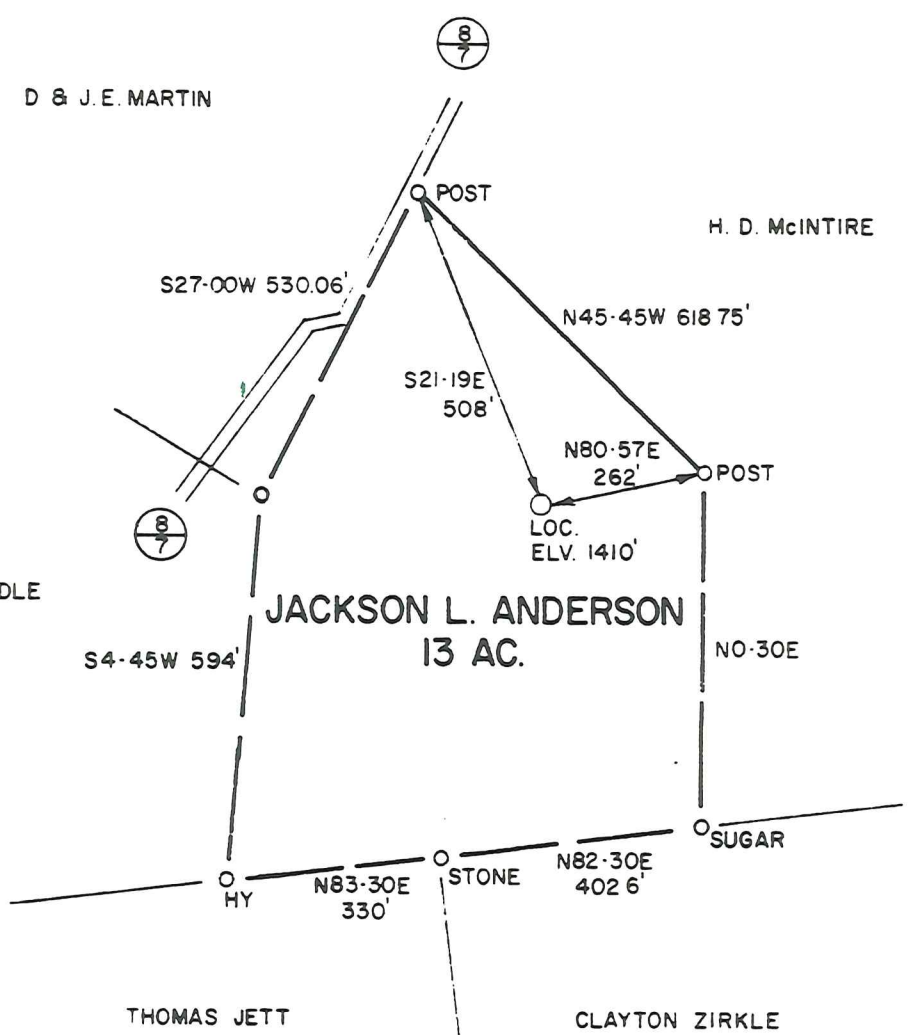 8
7
D & J.E. MARTIN
POST
H. D. McINTIRE
S27-00W 530.06'
N45-45W 618 75'
S21-19E
508'
N80-57E
262'
POST
LOC.
ELV. 1410'
8
7
DLE
JACKSON L. ANDERSON
13 AC.
S4-45W 594'
N0-30E
SUGAR
HY
N83-30E
330'
STONE
N82-30E
402 6'
THOMAS JETT
CLAYTON ZIRKLE